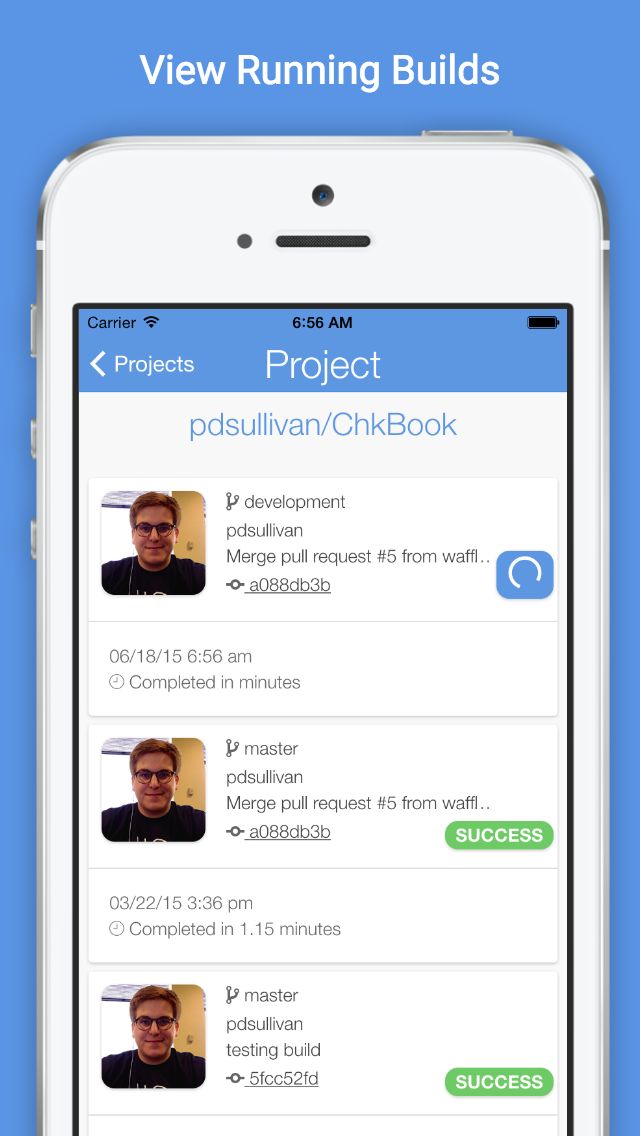 View Running Builds
Carrier 6:56 AM
Projects Project
pdsullivan/ChkBook
development
pdsullivan
Merge pull request #5 from waffl..
a088db3b
06/18/15 6:56 am
Completed in minutes
master
pdsullivan
Merge pull request #5 from waffl..
a088db3b
SUCCESS
03/22/15 3:36 pm
Completed in 1.15 minutes
master
pdsullivan
testing build
5fcc52fd
SUCCESS